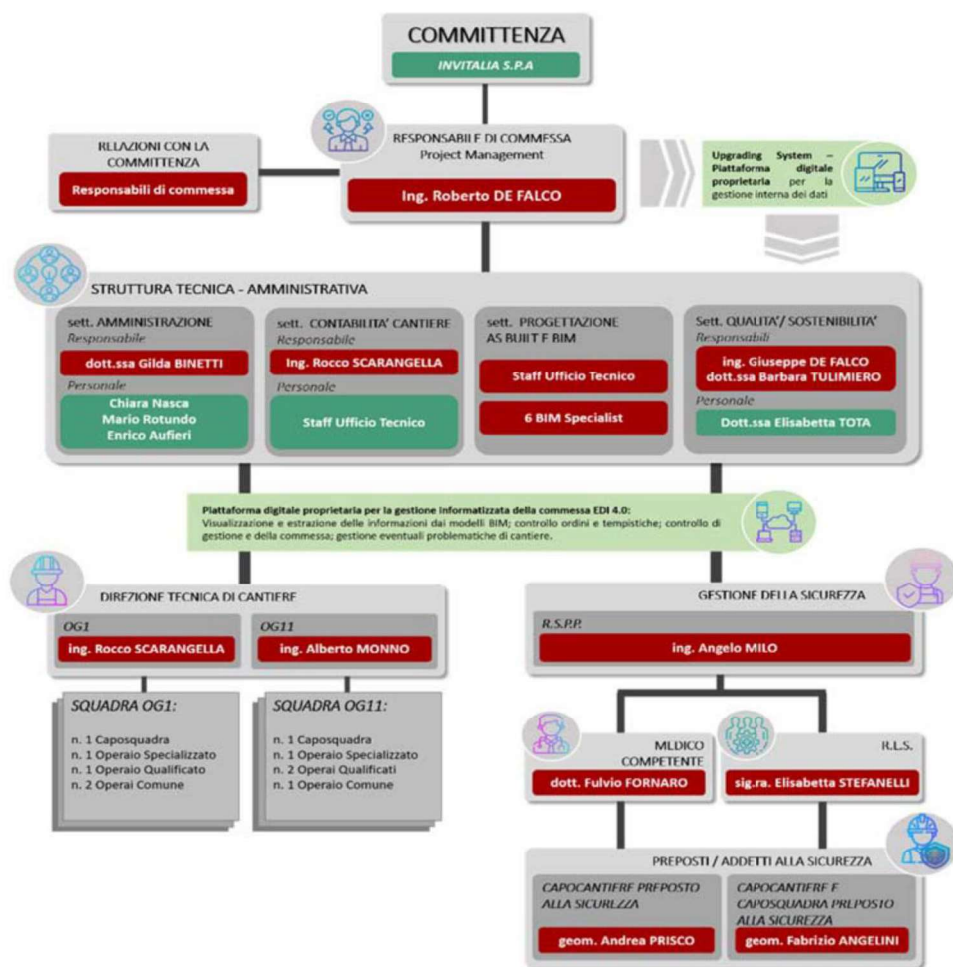 COMMITTENZA
INVITALIA S.P.A
RELAZIONI CON LA
COMMITTENZA
Responsabili di commessa
RESPONSABILE DI COMMESSA
Project Management
Ing. Roberto DE FALCO
Upgrading System –
Piattaforma digitale
proprietaria per la
gestione interna dei dati
STRUTTURA TECNICA - AMMINISTRATIVA
sett. AMMINISTRAZIONE
Responsabile
dott.ssa Gilda BINETTI
Personale
Chiara Nasca
Mario Rotundo
Enrico Aufieri
sett. CONTABILITA' CANTIERE
Responsabile
Ing. Rocco SCARANGELLA
Personale
Staff Ufficio Tecnico
sett. PROGETTAZIONE
AS BUILT E BIM
Staff Ufficio Tecnico
6 BIM Specialist
Sett. QUALITA'/ SOSTENIBILITA'
Responsabili
ing. Giuseppe DE FALCO
dott.ssa Barbara TULIMIERO
Personale
Dott.ssa Elisabetta TOTA
Piattaforma digitale proprietaria per la gestione informatizzata della commessa EDI 4.0:
Visualizzazione e estrazione delle informazioni dai modelli BIM; controllo ordini e tempistiche; controllo di
gestione e della commessa; gestione eventuali problematiche di cantiere.
DIREZIONE TECNICA DI CANTIERE
OG1
ing. Rocco SCARANGELLA
OG11
ing. Alberto MONNO
SQUADRA OG1:
n. 1 Caposquadra
n. 1 Operaio Specializzato
n. 1 Operaio Qualificato
n. 2 Operai Comune
SQUADRA OG11:
n. 1 Caposquadra
n. 1 Operaio Specializzato
n. 2 Operai Qualificati
n. 1 Operaio Comune
GESTIONE DELLA SICUREZZA
R.S.P.P.
ing. Angelo MILO
MEDICO
COMPETENTE
dott. Fulvio FORNARO
R.L.S.
sig.ra. Elisabetta STEFANELLI
PREPOSTI / ADDETTI ALLA SICUREZZA
CAPOCANTIERE PREPOSTO
ALLA SICUREZZA
geom. Andrea PRISCO
CAPOCANTIERE E
CAPOSQUADRA PREPOSTO
ALLA SICUREZZA
geom. Fabrizio ANGELINI